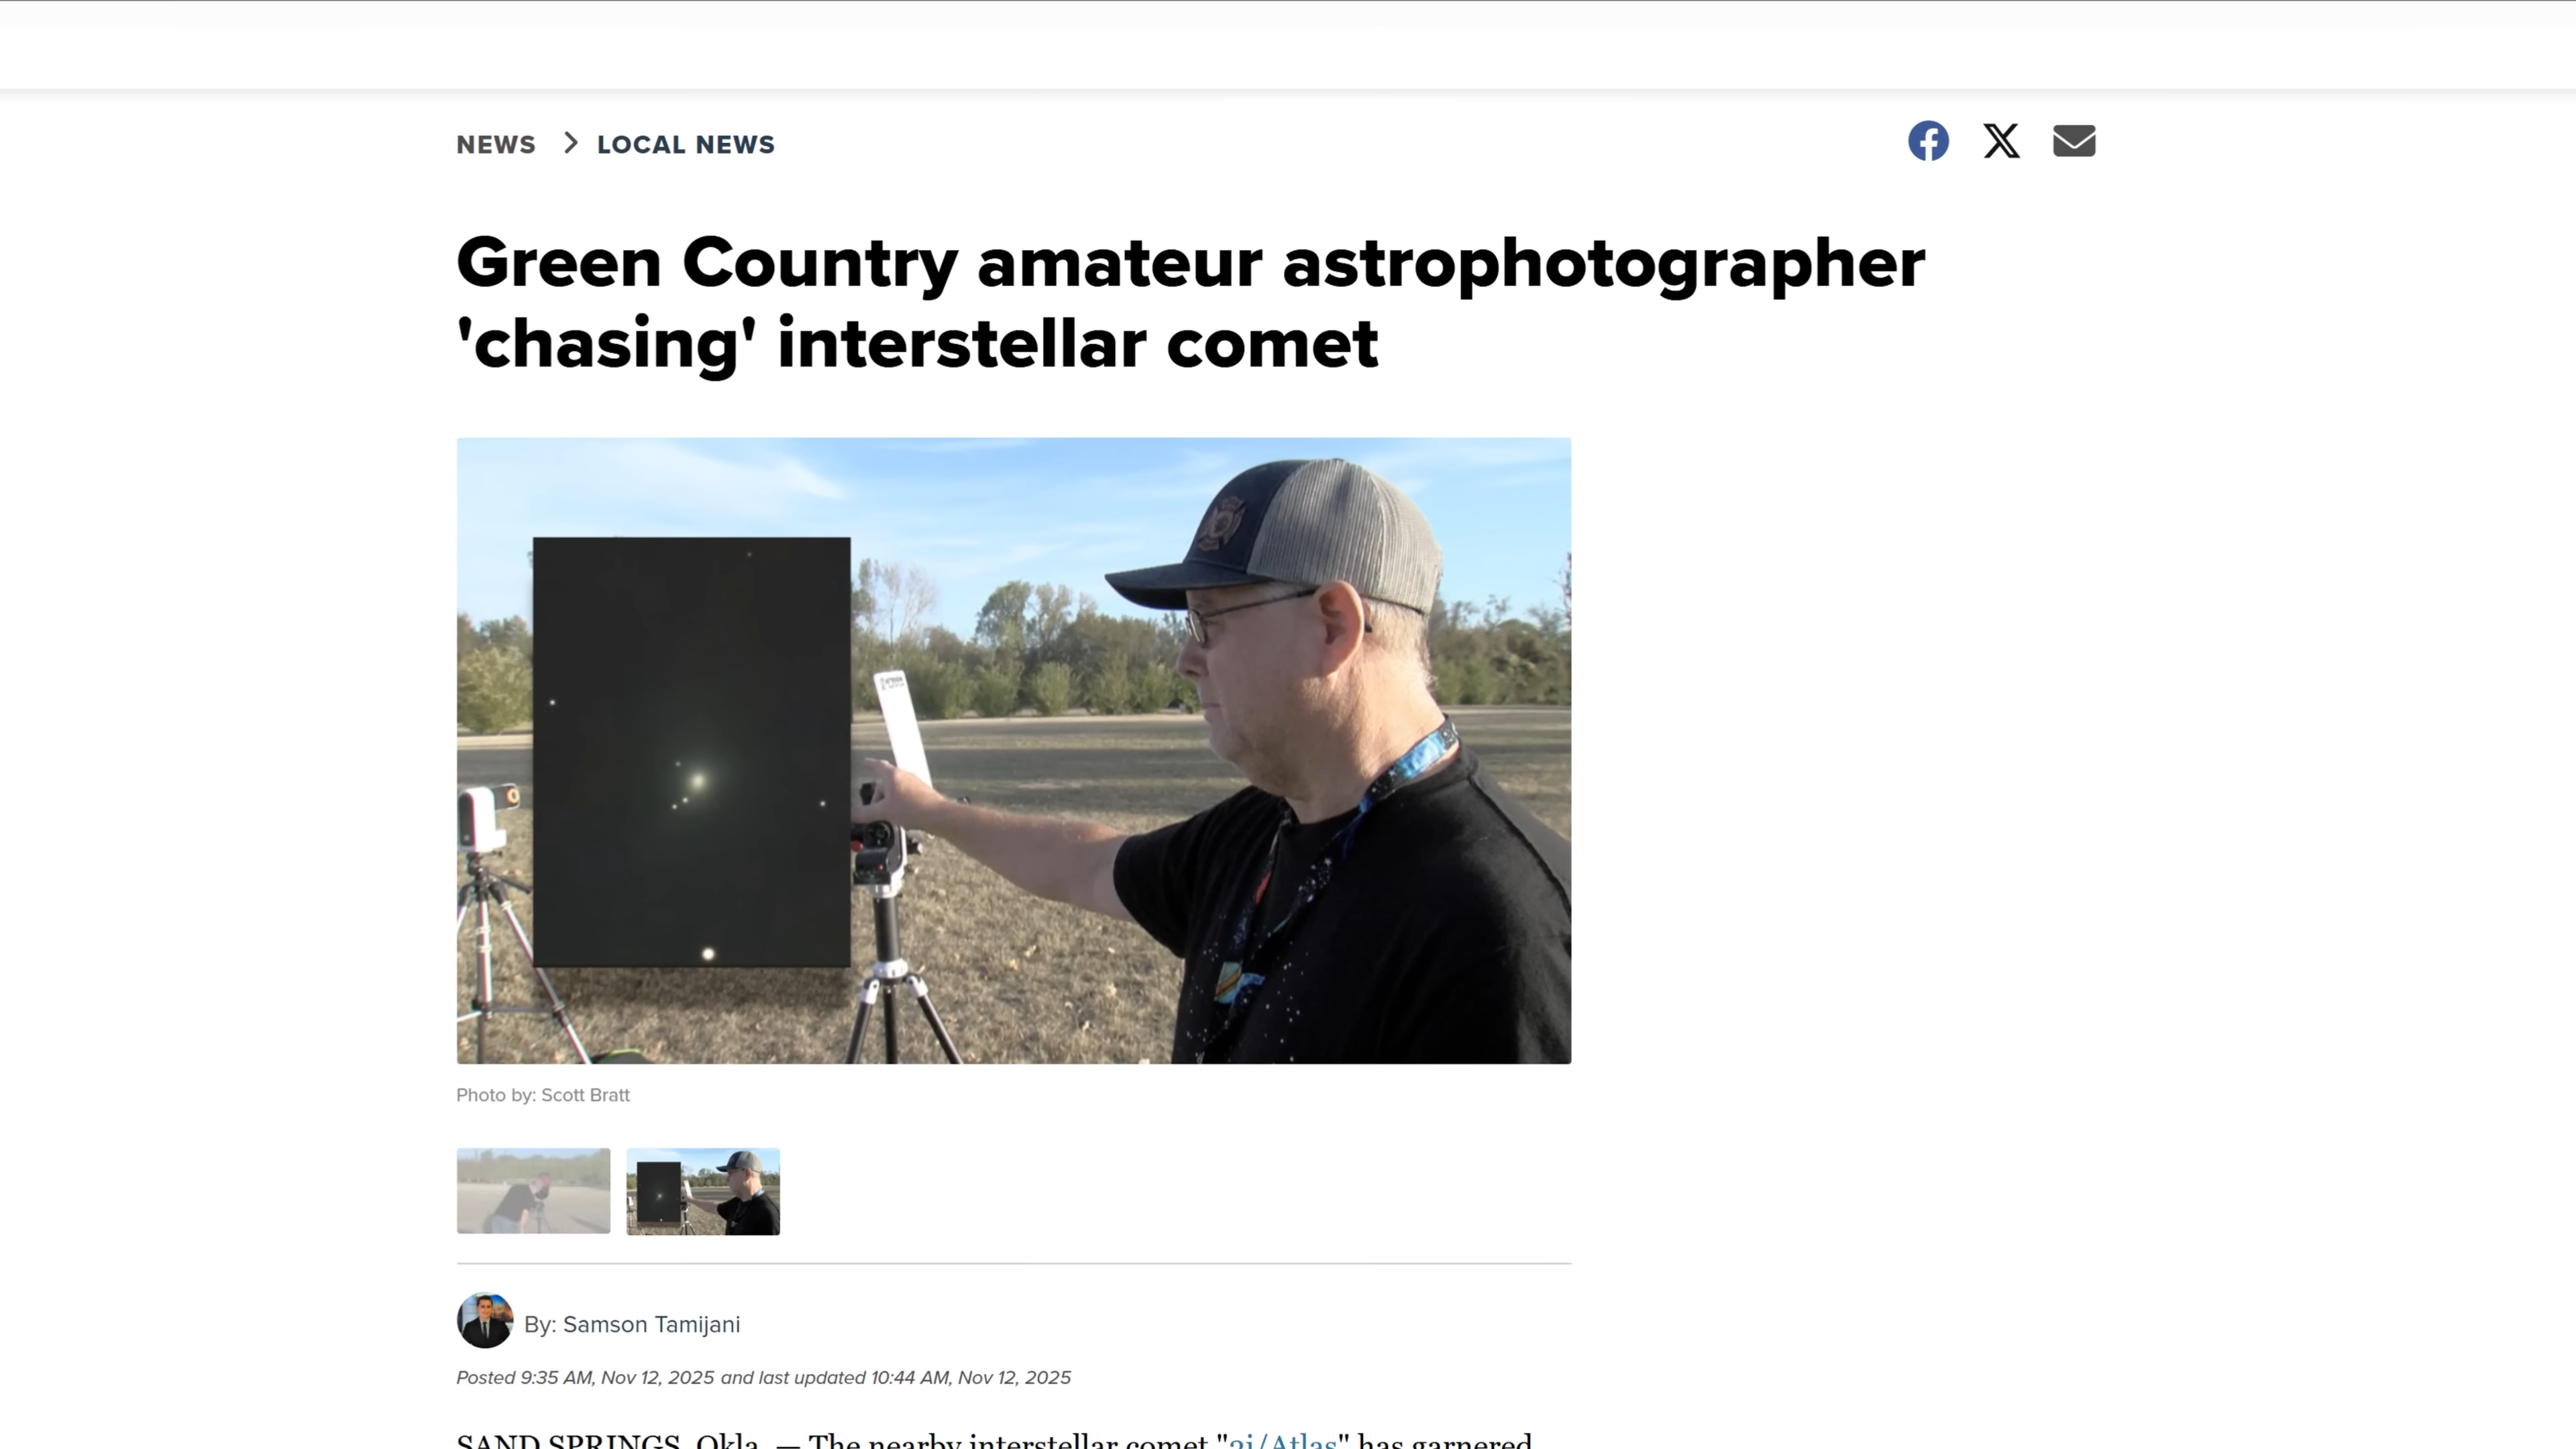 NEWS > LOCAL NEWS
Green Country amateur astrophotographer
'chasing' interstellar comet
Photo by: Scott Bratt
By: Samson Tamijani
Posted 9:35 AM, Nov 12, 2025 and last updated 10:44 AM, Nov 12, 2025
SAND SPRINGS, Okla. — The nearby interstellar comet "3i/Atlas" has garnered